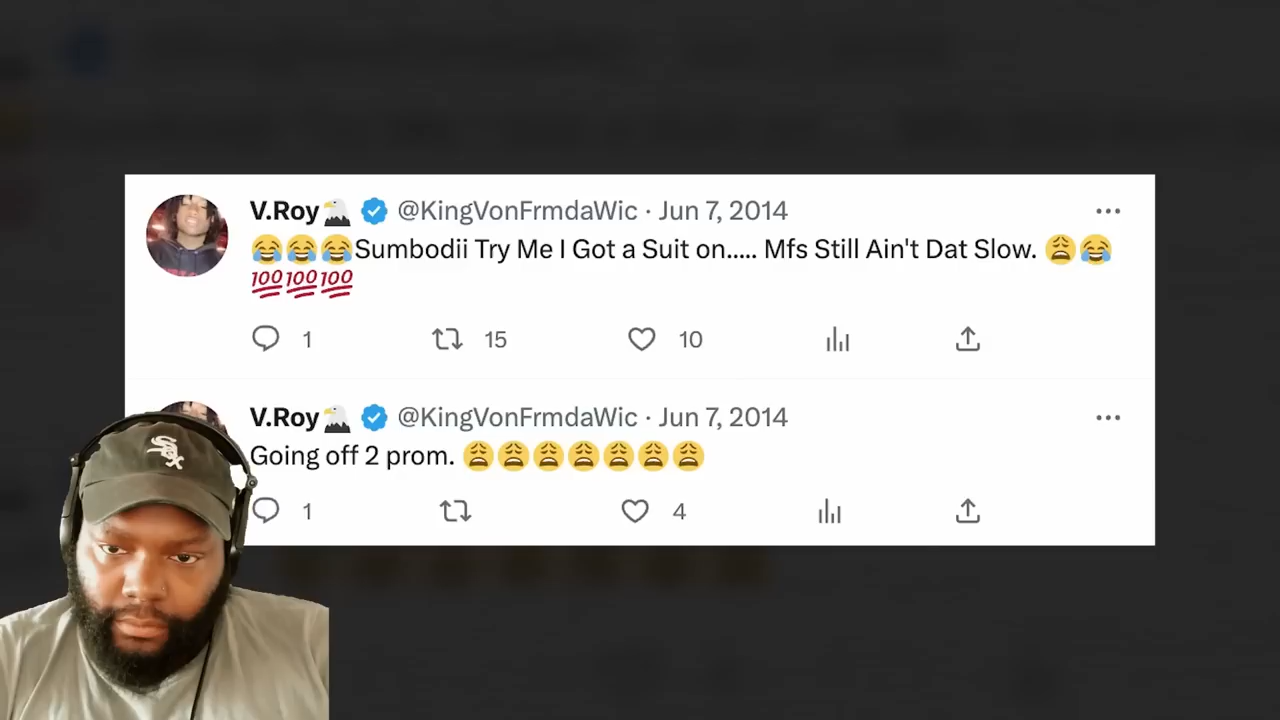 V.Roy🦅 @KingVonFrmdaWic · Jun 7, 2014
😂😂😂Sumbodii Try Me I Got a Suit on..... Mfs Still Ain't Dat Slow. 😩😂
💯💯💯
1 15 10
V.Roy🦅 @KingVonFrmdaWic · Jun 7, 2014
Going off 2 prom. 😩😩😩😩😩😩😩
1 4
Sox